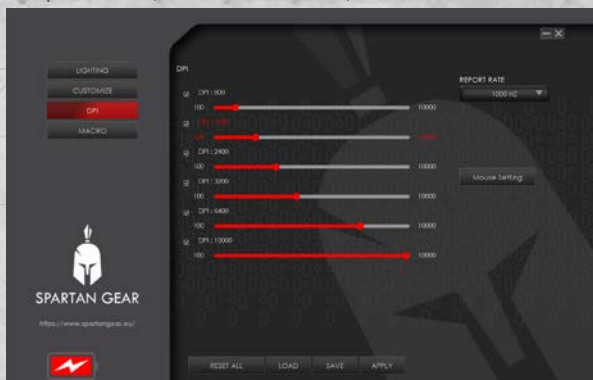 LIGHTING
CUSTOMIZE
DPI
MACRO
SPARTAN GEAR
https://www.spartangear.eu/
DPI
DPI : 800
100 10000
100 10000
DPI : 2400
100 10000
DPI : 3200
100 10000
DPI : 6400
100 10000
DPI : 10000
100 10000
REPORT RATE
1000 HZ
Mouse Setting
RESET ALL LOAD SAVE APPLY